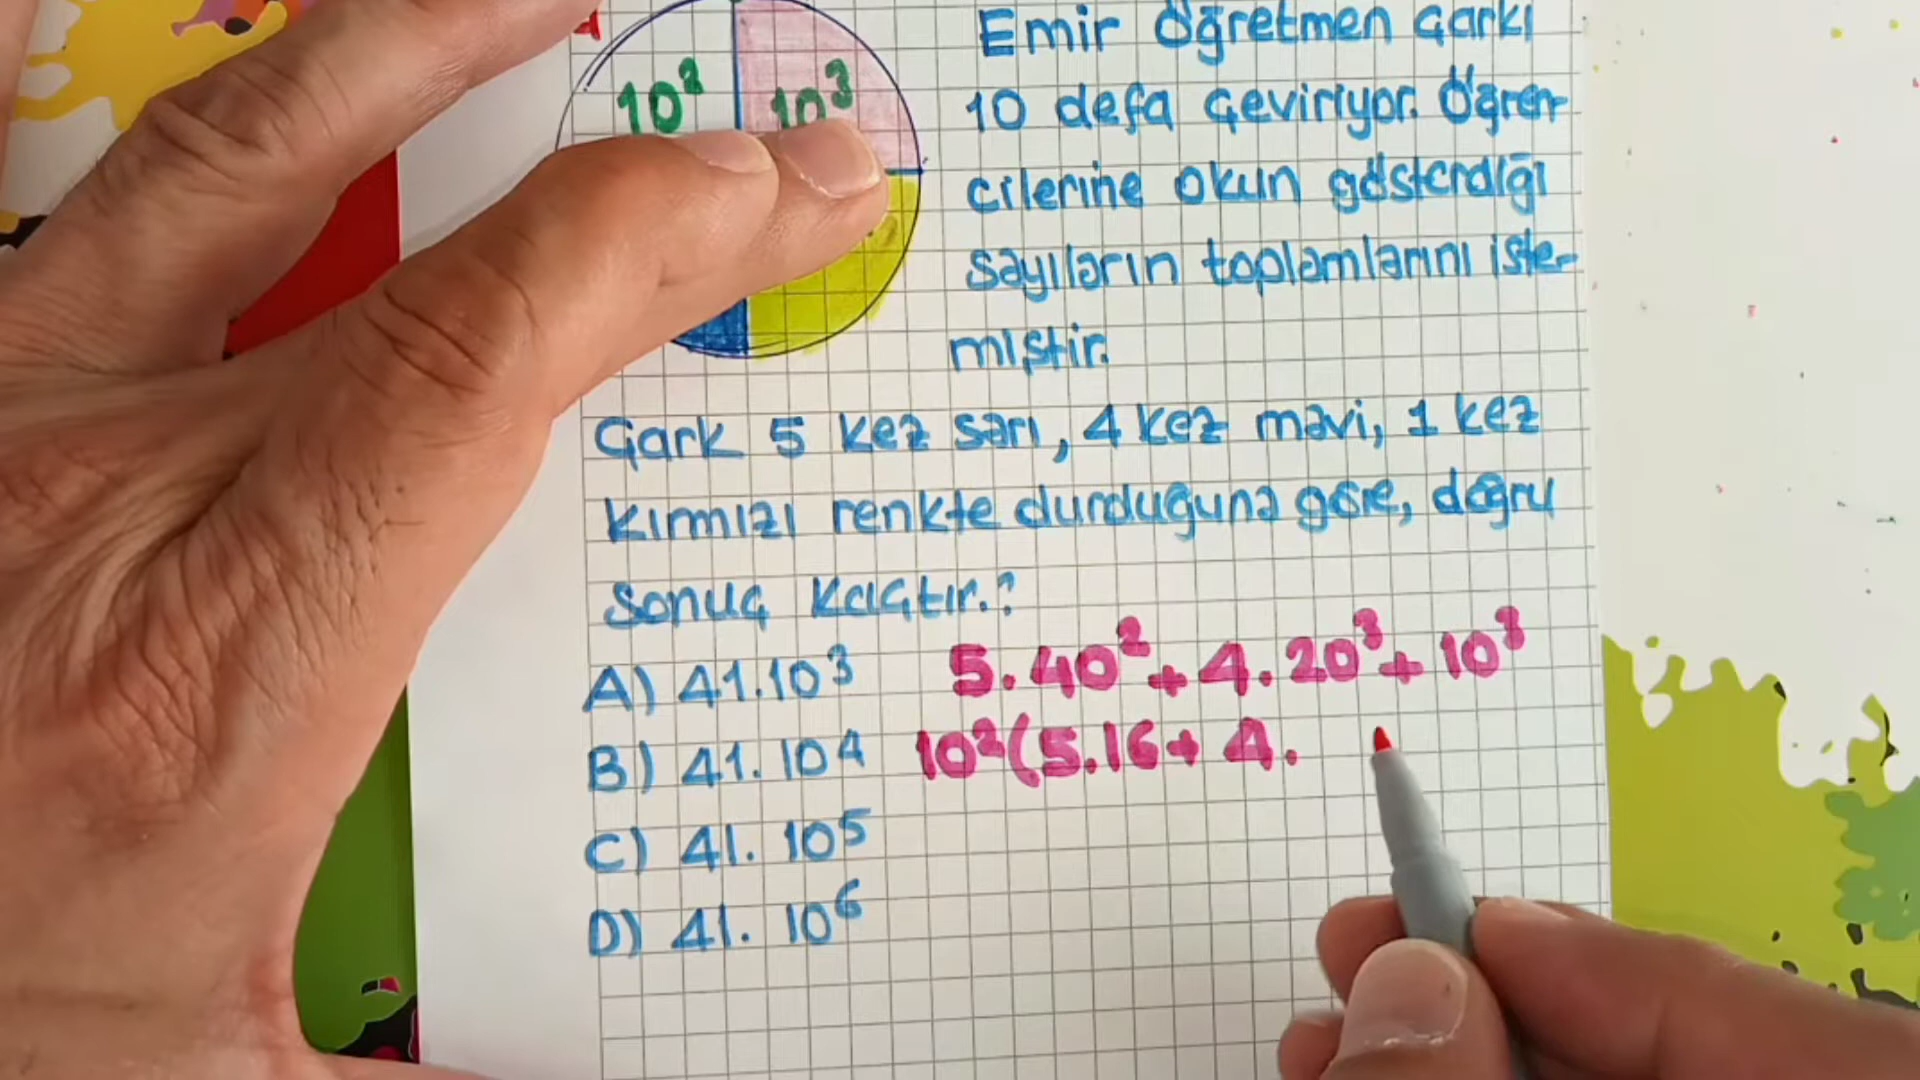 10² 10³
Emir Öğretmen çarkı
10 defa çeviriyor. Öğren-
cilerine okun gösterdiği
sayıların toplamlarını iste-
miştir.
Çark 5 kez sarı, 4 kez mavi, 1 kez
kırmızı renkte durduğuna göre, doğru
sonuç kaçtır.?
A) 41.10³
5.40²+4.20³+10³
B) 41.10⁴
10²(5.16+4.
C) 41.10⁵
D) 41.10⁶